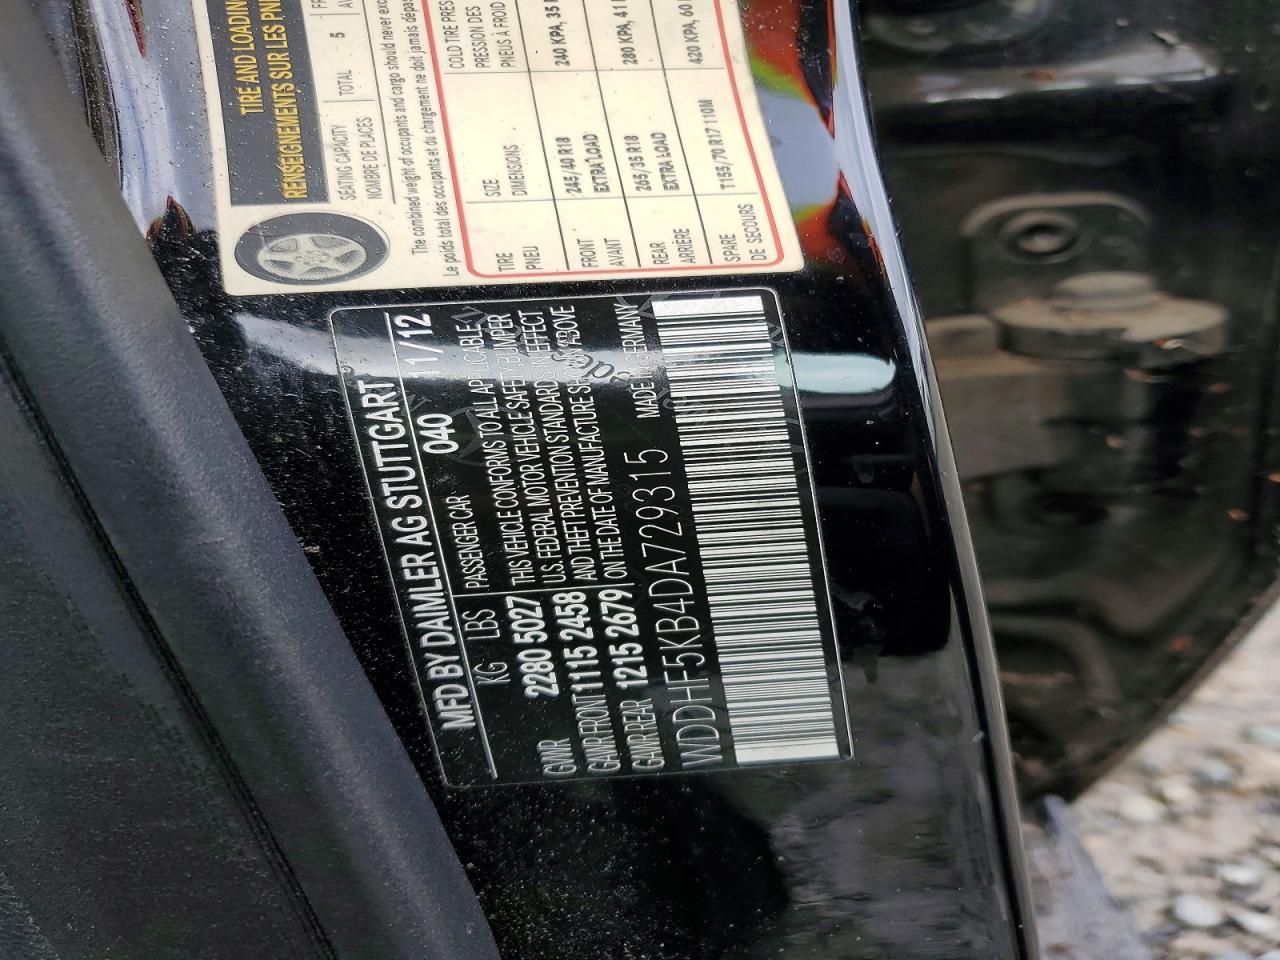 TIRE AND LOADING
RENSEIGNEMENTS SUR LES PNE
SEATING CAPACITY TOTAL 5 FR
NOMBRE DE PLACES
The combined weight of occupants and cargo should never exc
Le poids total des occupants et du chargement ne doit jamais dépas
TIRE SIZE COLD TIRE PRES
PNEU DIMENSIONS PRESSION DES
PNEUS À FROID
FRONT 245/40 R18 240 KPA, 35
AVANT EXTRA LOAD
REAR 265/35 R18 280 KPA, 41
ARRIÈRE EXTRA LOAD
SPARE T155/70 R17 110M 420 KPA, 60
DE SECOURS
MFD BY DAIMLER AG STUTTGART 11/12
KG LBS PASSENGER CAR 040
GVWR 2280 5027 THIS VEHICLE CONFORMS TO ALL APPLICABLE
GAWR FRONT 1115 2458 U.S. FEDERAL MOTOR VEHICLE SAFETY, BUMPER
GAWR REAR 1215 2679 AND THEFT PREVENTION STANDARDS IN EFFECT
ON THE DATE OF MANUFACTURE SHOWN ABOVE
WDDHF5KB4DA729315 MADE IN GERMANY